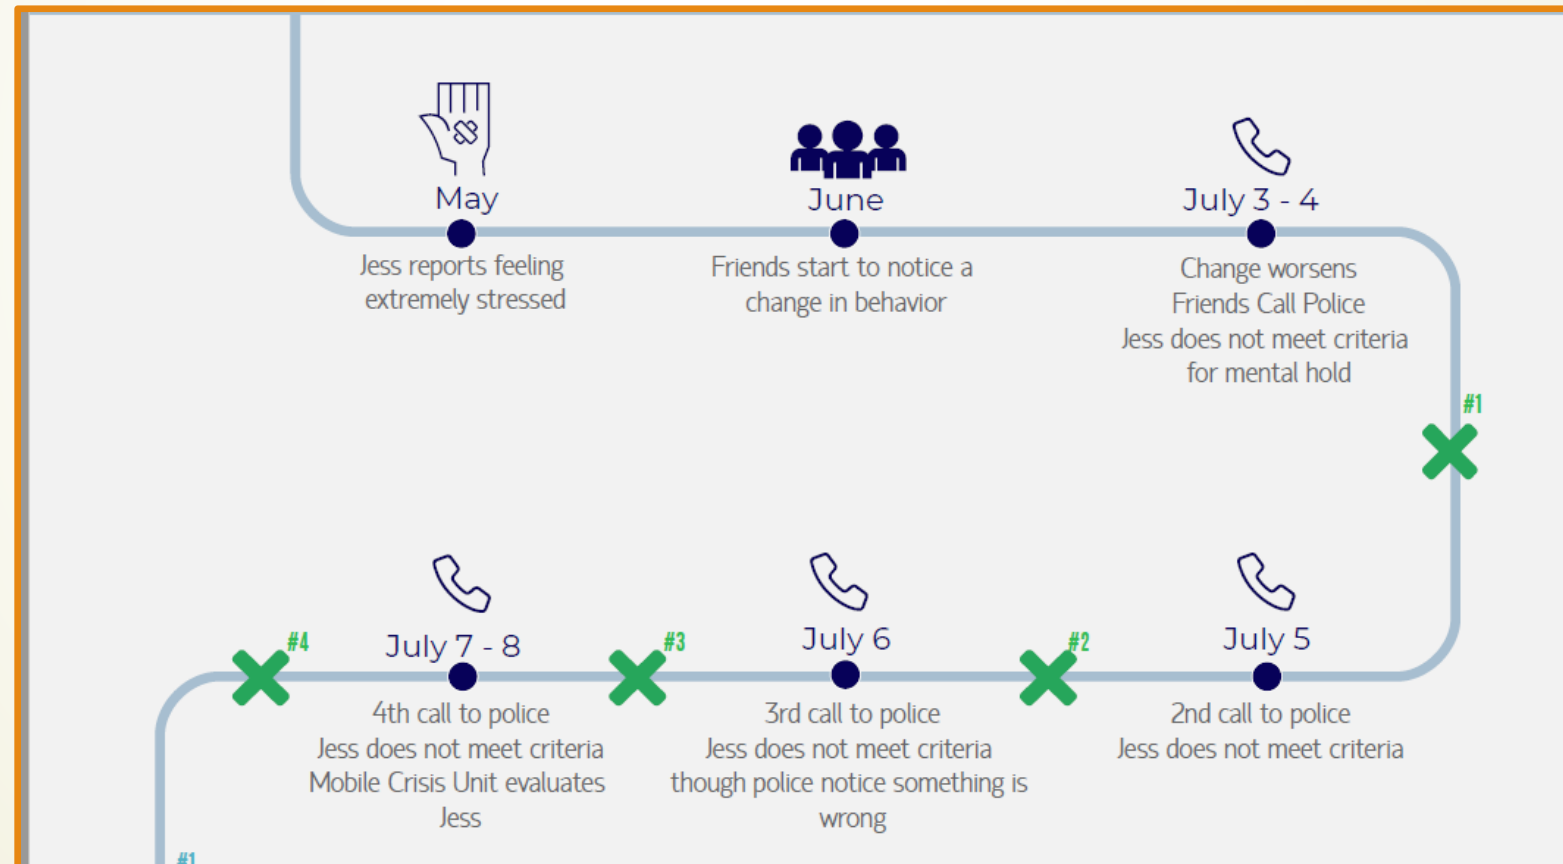 May
Jess reports feeling
extremely stressed
June
Friends start to notice a
change in behavior
July 3 - 4
Change worsens
Friends Call Police
Jess does not meet criteria
for mental hold
#1
July 5
2nd call to police
Jess does not meet criteria
#2
July 6
3rd call to police
Jess does not meet criteria
though police notice something is
wrong
#3
July 7 - 8
4th call to police
Jess does not meet criteria
Mobile Crisis Unit evaluates
Jess
#4
#1